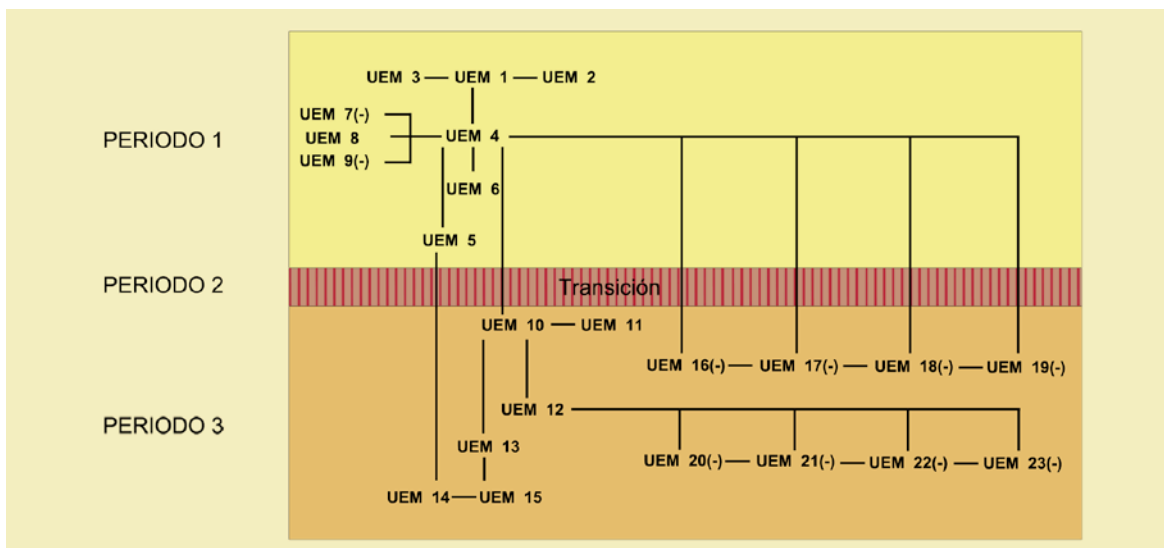 UEM 3 UEM 1 UEM 2
UEM 7(-)
PERIODO 1 UEM 8 UEM 4
UEM 9(-)
UEM 6
UEM 5
PERIODO 2 Transición
UEM 10 UEM 11
UEM 16(-) UEM 17(-) UEM 18(-) UEM 19(-)
UEM 12
PERIODO 3
UEM 13
UEM 20(-) UEM 21(-) UEM 22(-) UEM 23(-)
UEM 14 UEM 15